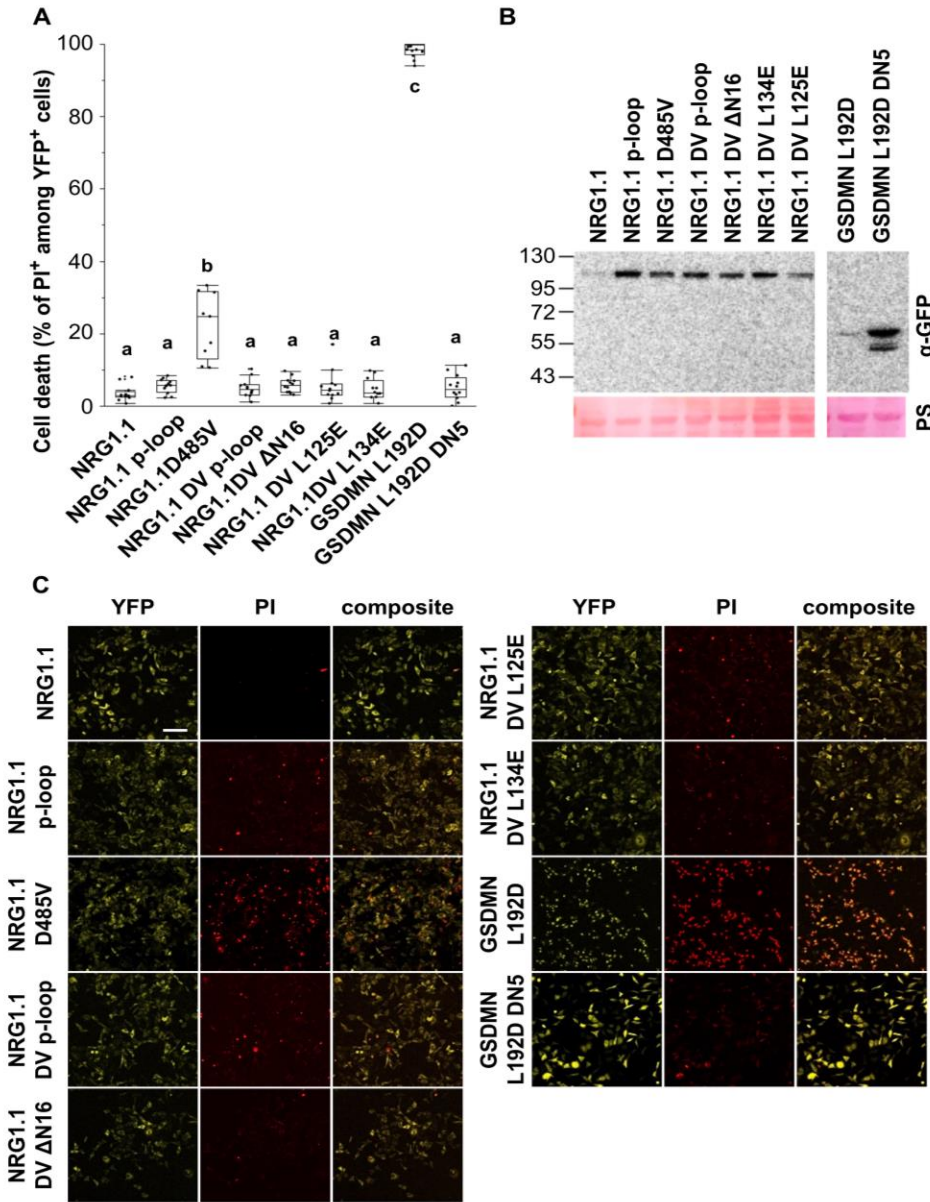 A
Cell death (% of PI+ among YFP+ cells)
100
80
60
40
20
0
a
a
b
a
a
a
a
c
a
NRG1.1
NRG1.1 p-loop
NRG1.1D485V
NRG1.1 DV p-loop
NRG1.1DV ΔN16
NRG1.1 DV L125E
NRG1.1DV L134E
GSDMN L192D
GSDMN L192D DN5
B
NRG1.1
NRG1.1 p-loop
NRG1.1 D485V
NRG1.1 DV p-loop
NRG1.1 DV ΔN16
NRG1.1 DV L134E
NRG1.1 DV L125E
GSDMN L192D
GSDMN L192D DN5
130
95
72
55
43
α-GFP
PS
C
YFP PI composite
NRG1.1
NRG1.1
p-loop
NRG1.1
D485V
NRG1.1
DV p-loop
NRG1.1
DV ΔN16
YFP PI composite
NRG1.1
DV L125E
NRG1.1
DV L134E
GSDMN
L192D
GSDMN
L192D DN5